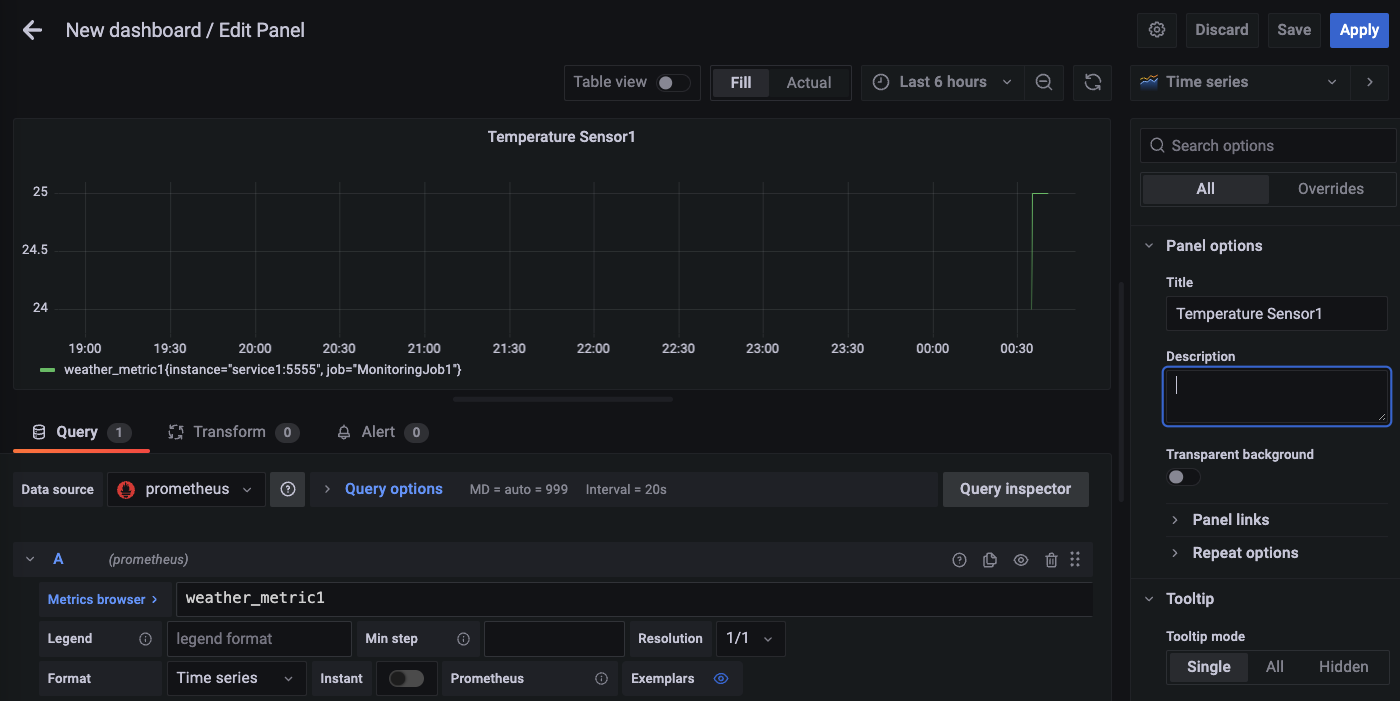 New dashboard / Edit Panel
Discard
Save
Apply
Table view
Fill
Actual
Last 6 hours
Time series
Temperature Sensor1
25
24.5
24
19:00
19:30
20:00
20:30
21:00
21:30
22:00
22:30
23:00
23:30
00:00
00:30
weather_metric1{instance="service1:5555", job="MonitoringJob1"}
Query 1
Transform 0
Alert 0
Data source
prometheus
Query options
MD = auto = 999
Interval = 20s
Query inspector
A
(prometheus)
Metrics browser >
weather_metric1
Legend
legend format
Min step
Resolution
1/1
Format
Time series
Instant
Prometheus
Exemplars
Search options
All
Overrides
Panel options
Title
Temperature Sensor1
Description
Transparent background
Panel links
Repeat options
Tooltip
Tooltip mode
Single
All
Hidden